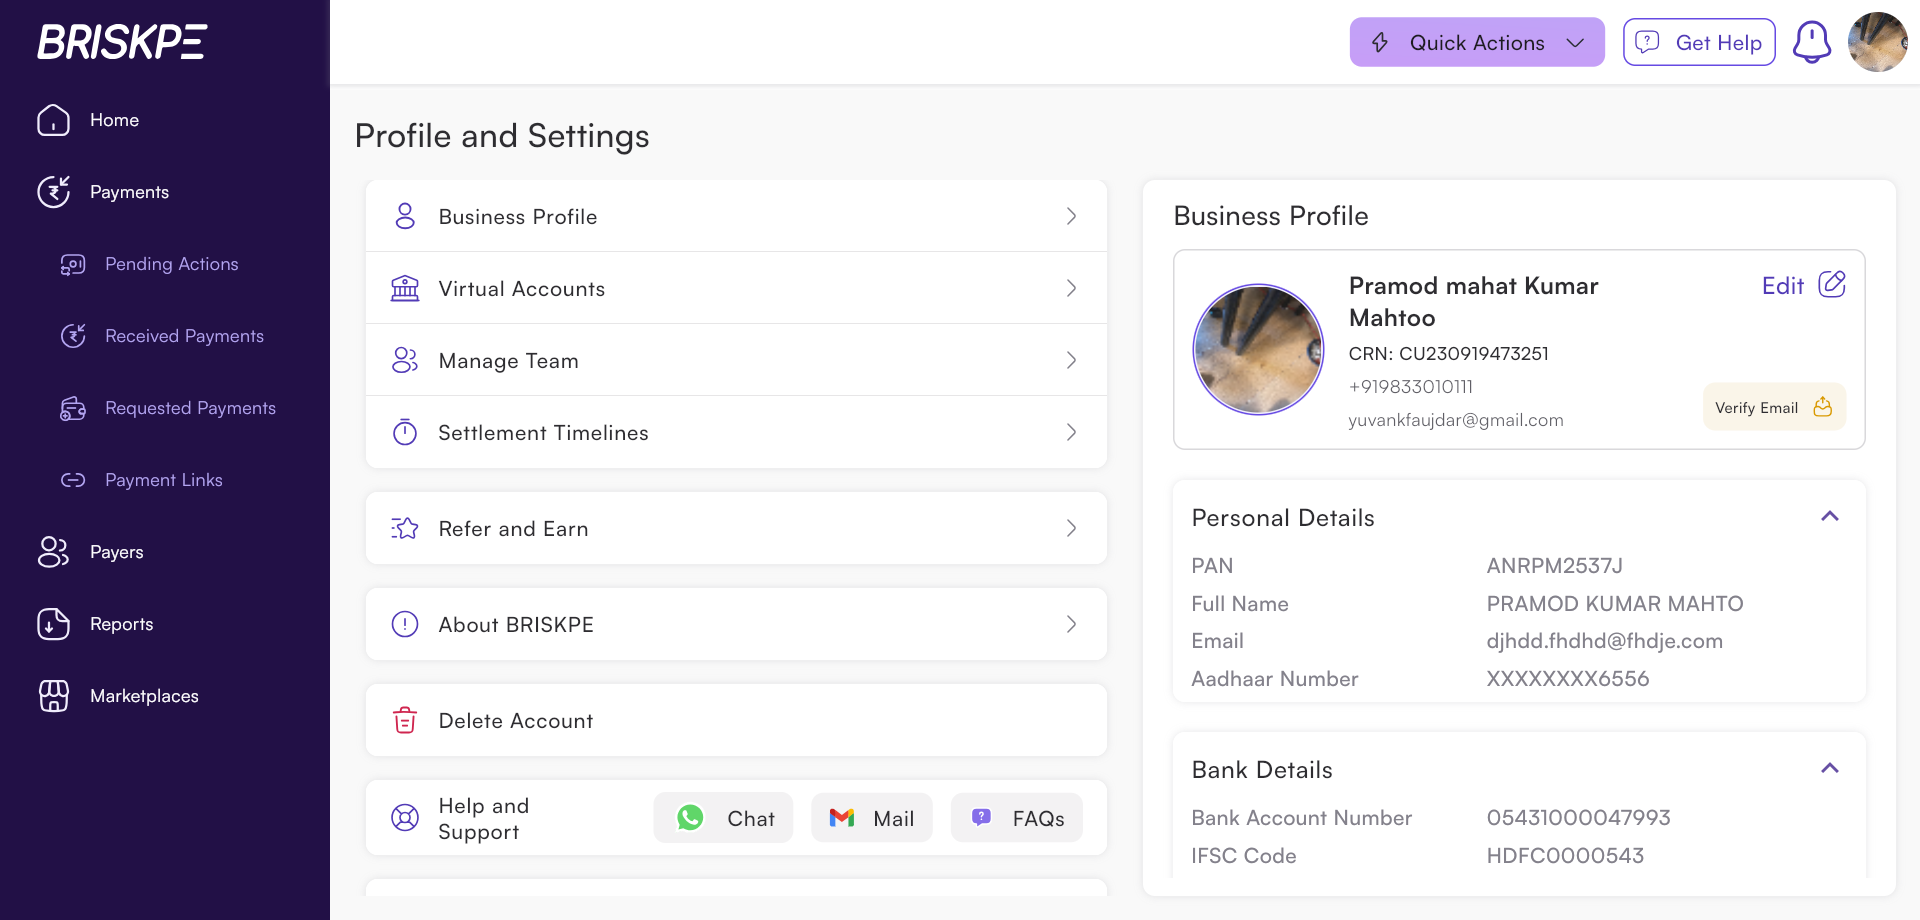 BRISKPE
Quick Actions
Get Help
Home
Payments
Pending Actions
Received Payments
Requested Payments
Payment Links
Payers
Reports
Marketplaces
Profile and Settings
Business Profile
Virtual Accounts
Manage Team
Settlement Timelines
Refer and Earn
About BRISKPE
Delete Account
Help and
Support
Chat
Mail
FAQs
Business Profile
Pramod mahat Kumar
Mahtoo
Edit
CRN: CU230919473251
+919833010111
yuvankfaujdar@gmail.com
Verify Email
Personal Details
PAN ANRPM2537J
Full Name PRAMOD KUMAR MAHTO
Email djhdd.fhdhd@fhdje.com
Aadhaar Number XXXXXXXX6556
Bank Details
Bank Account Number 05431000047993
IFSC Code HDFC0000543